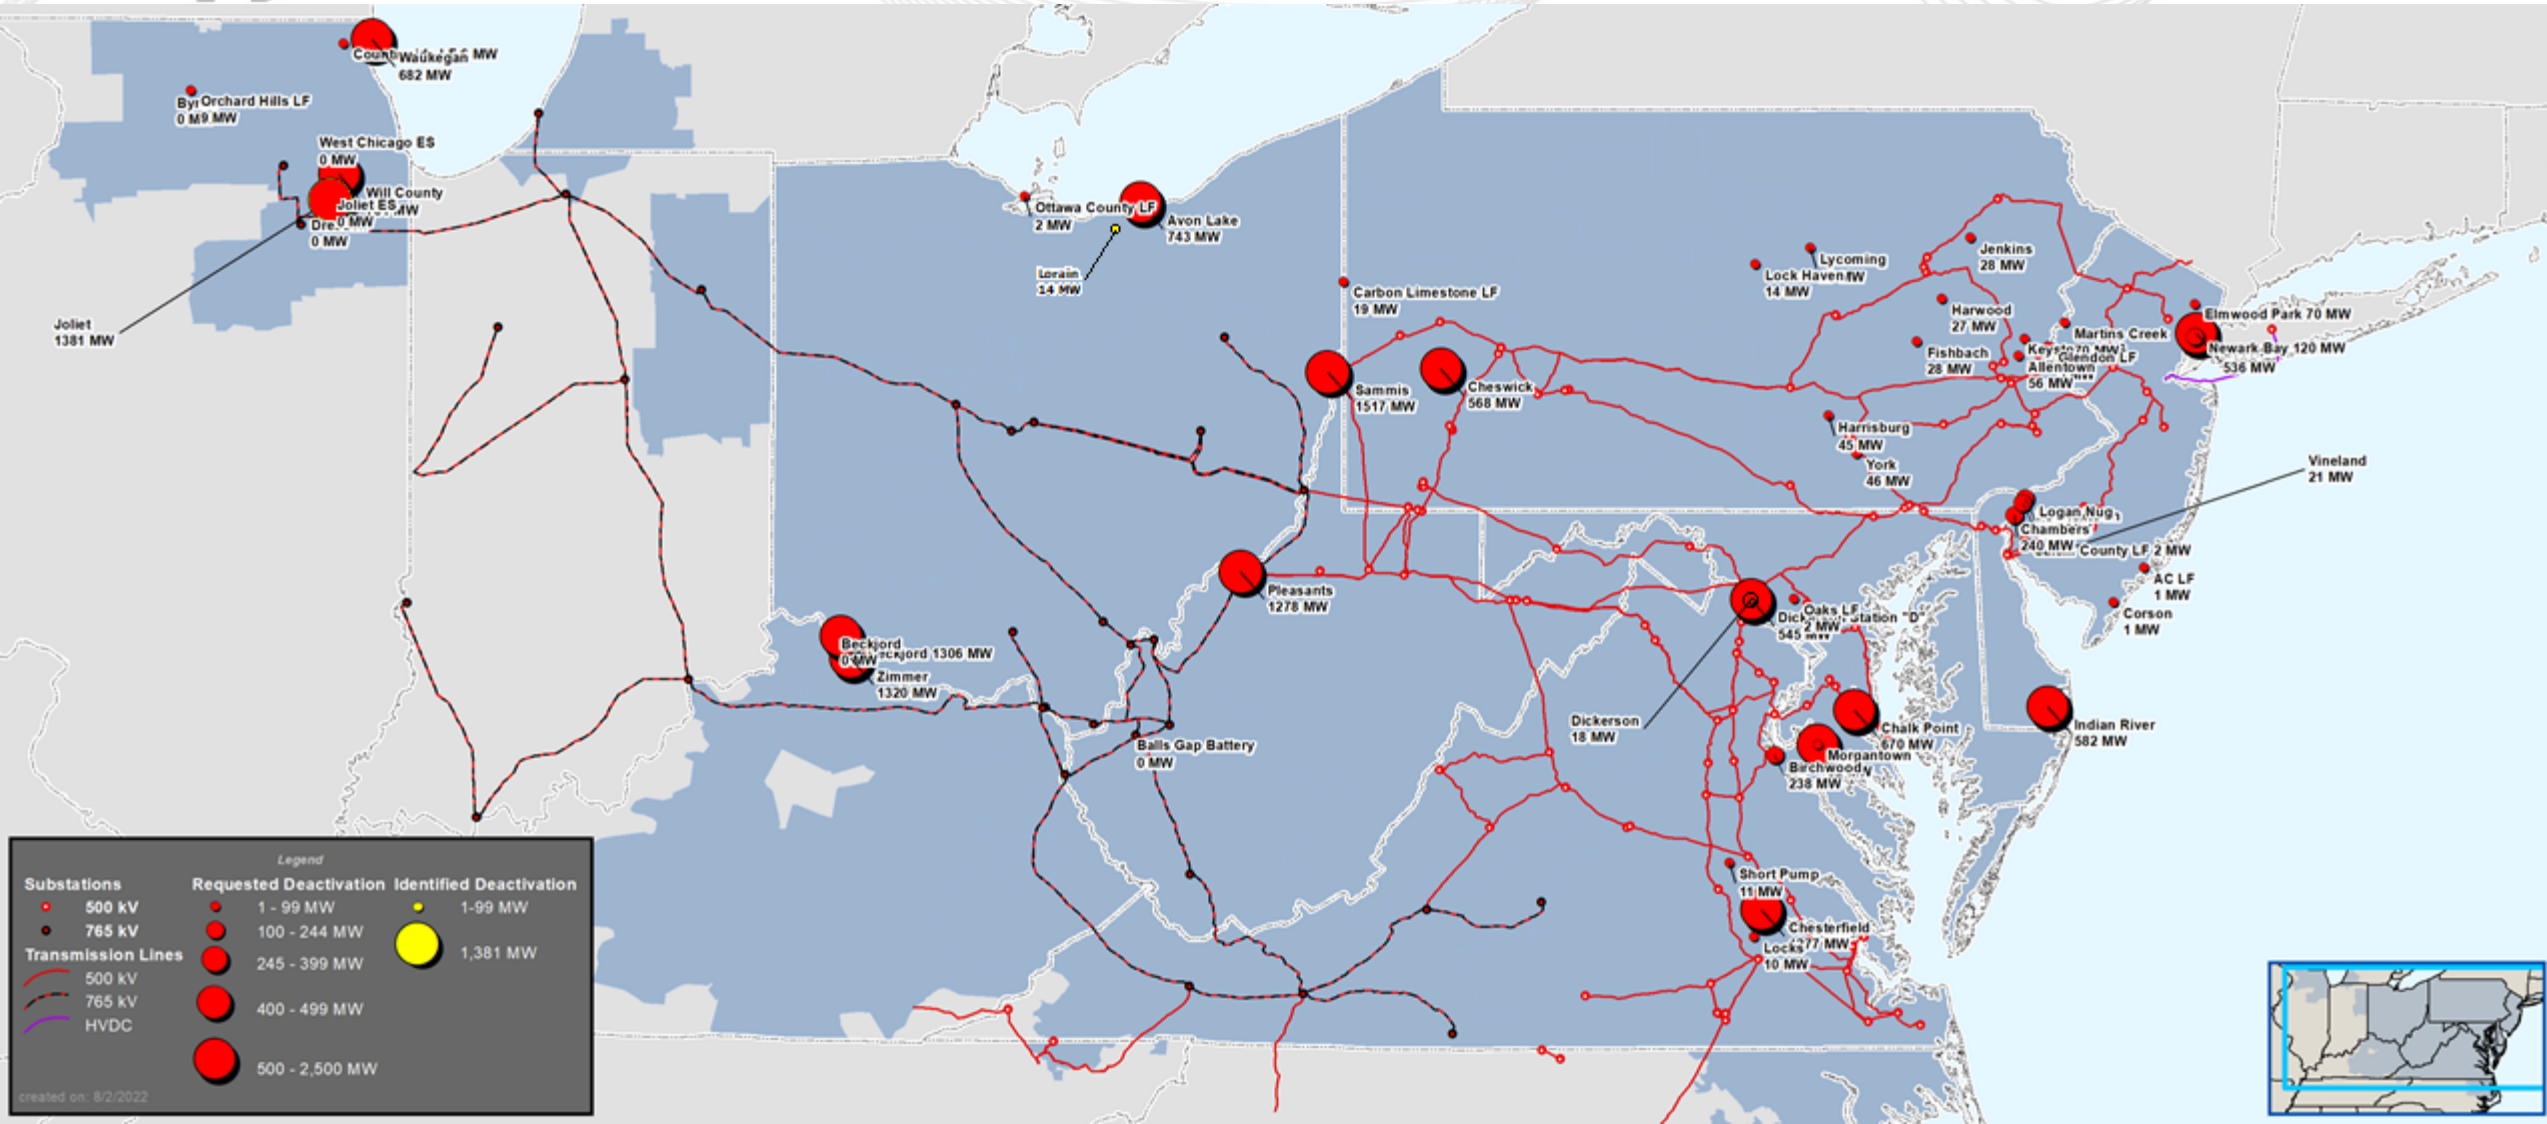 MW
Waukegan
682 MW
Orchard Hills LF
9 MW
West Chicago ES
0 MW
Will County
Joliet ES
0 MW
0 MW
Joliet
1381 MW
Ottawa County LF
2 MW
Avon Lake
743 MW
Lorain
14 MW
Carbon Limestone LF
19 MW
Sammis
1517 MW
Cheswick
568 MW
Lycoming
Lock Haven
14 MW
Jenkins
28 MW
Harwood
27 MW
Fishbach
28 MW
Martins Creek
Glendon LF
Allentown
56 MW
Elmwood Park 70 MW
Newark Bay 120 MW
536 MW
Harrisburg
45 MW
York
46 MW
Vineland
21 MW
Logan Nug
Chambers
240 MW
County LF 2 MW
AC LF
1 MW
Corson
1 MW
Pleasants
1278 MW
Oaks LF
2 MW
Station "D"
545 MW
Beckjord
0 MW
1306 MW
Zimmer
1320 MW
Dickerson
18 MW
Balls Gap Battery
0 MW
Chalk Point
670 MW
Morgantown
Birchwood
238 MW
Indian River
582 MW
Short Pump
11 MW
Chesterfield
Locks
10 MW
Legend
Substations
500 kV
765 kV
Transmission Lines
500 kV
765 kV
HVDC
Requested Deactivation
1 - 99 MW
100 - 244 MW
245 - 399 MW
400 - 499 MW
500 - 2,500 MW
Identified Deactivation
1-99 MW
1,381 MW
created on: 8/2/2022